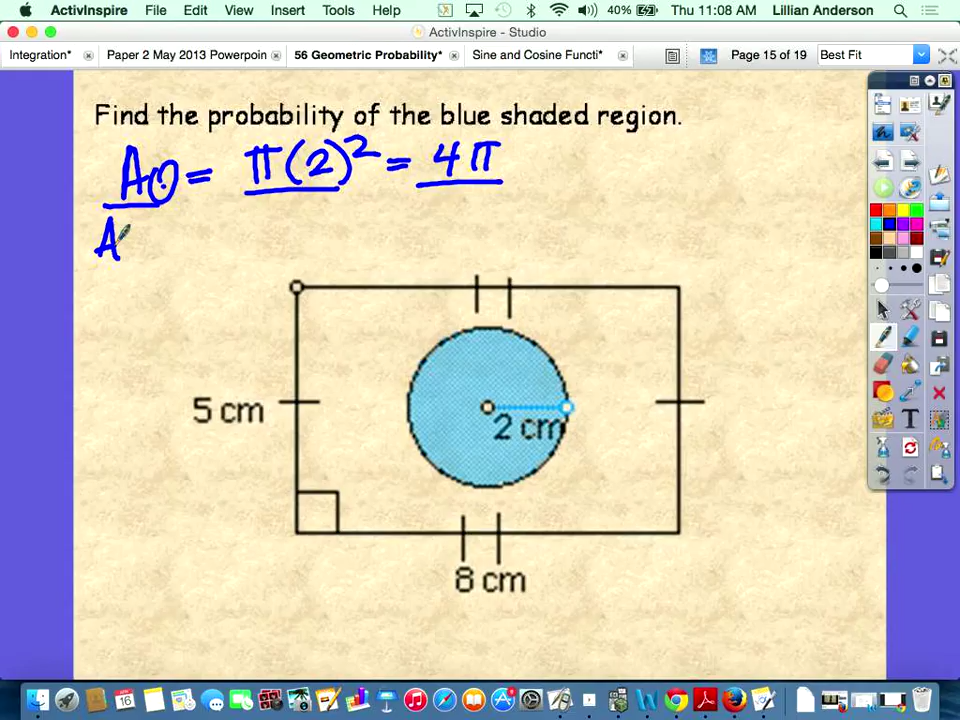 ActivInspire File Edit View Insert Tools Help 40% Thu 11:08 AM Lillian Anderson
ActivInspire - Studio
Integration* Paper 2 May 2013 Powerpoin 56 Geometric Probability* Sine and Cosine Functi* Page 15 of 19 Best Fit
Find the probability of the blue shaded region.
A⊙ = π(2)² = 4π
A
5 cm
2 cm
8 cm